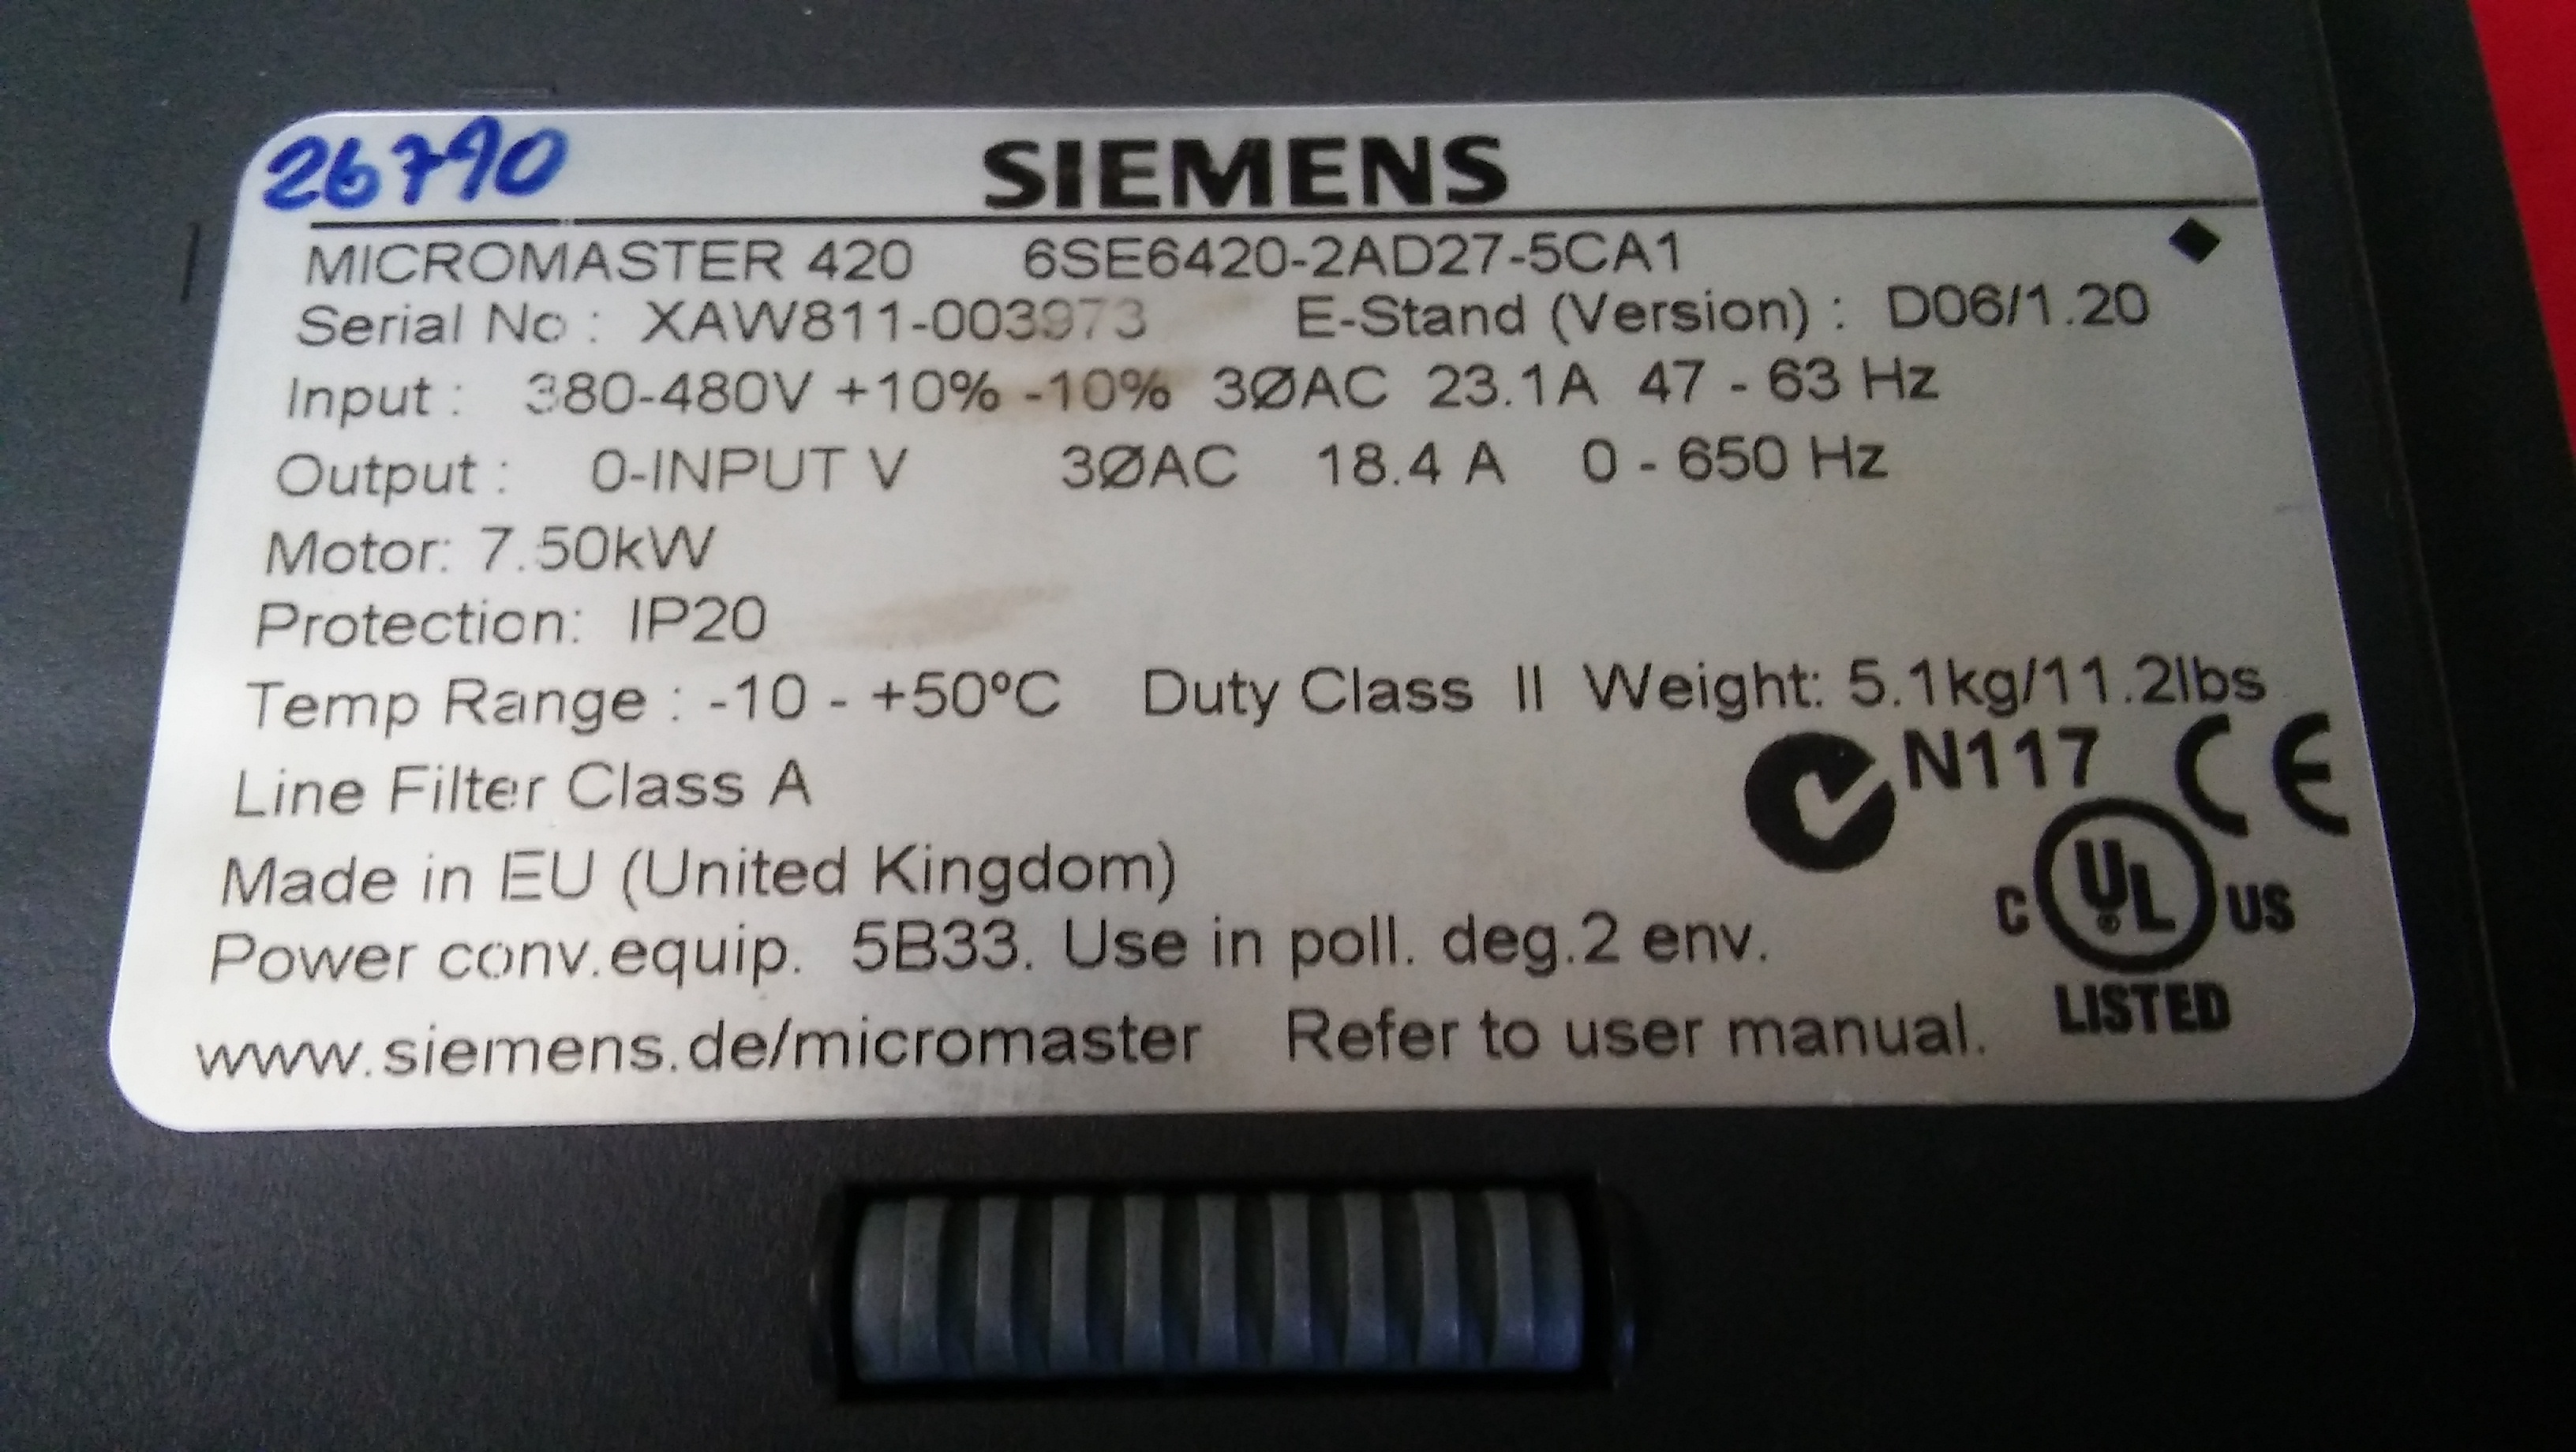 26790
SIEMENS
MICROMASTER 420 6SE6420-2AD27-5CA1
Serial No : XAW811-003973 E-Stand (Version) : D06/1.20
Input : 380-480V +10% -10% 3ØAC 23.1A 47 - 63 Hz
Output : 0-INPUT V 3ØAC 18.4 A 0 - 650 Hz
Motor: 7.50kW
Protection: IP20
Temp Range : -10 - +50ºC Duty Class II Weight: 5.1kg/11.2lbs
N117 CE
Line Filter Class A
Made in EU (United Kingdom)
C UL ® US
Power conv.equip. 5B33. Use in poll. deg.2 env.
LISTED
www.siemens.de/micromaster Refer to user manual.